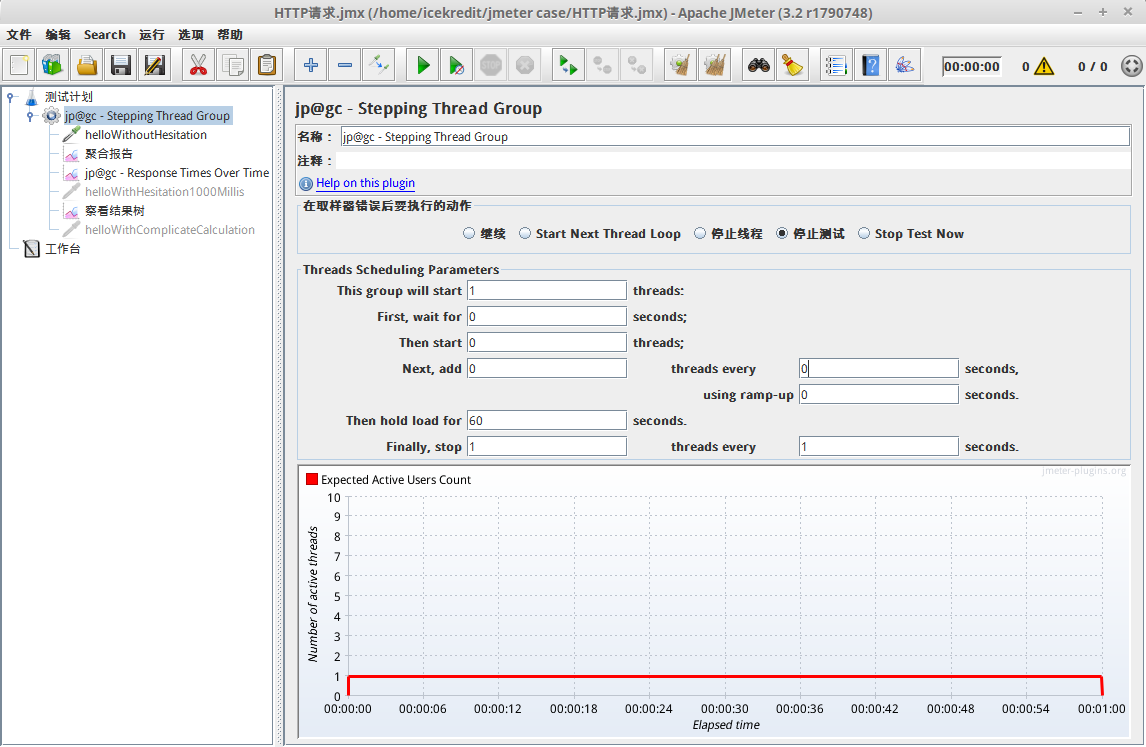 HTTP请求.jmx (/home/icekredit/jmeter case/HTTP请求.jmx) - Apache JMeter (3.2 r1790748)
文件 编辑 Search 运行 选项 帮助
STOP 00:00:00 0 0 / 0
测试计划
jp@gc - Stepping Thread Group
helloWithoutHesitation
聚合报告
jp@gc - Response Times Over Time
helloWithHesitation1000Millis
察看结果树
helloWithComplicateCalculation
工作台
jp@gc - Stepping Thread Group
名称： jp@gc - Stepping Thread Group
注释：
Help on this plugin
在取样器错误后要执行的动作
继续 Start Next Thread Loop 停止线程 停止测试 Stop Test Now
Threads Scheduling Parameters
This group will start 1 threads:
First, wait for 0 seconds;
Then start 0 threads;
Next, add 0 threads every 0 seconds,
using ramp-up 0 seconds.
Then hold load for 60 seconds.
Finally, stop 1 threads every 1 seconds.
jmeter-plugins.org
Expected Active Users Count
10
9
8
7
6
5
4
3
2
1
0
Number of active threads
00:00:00 00:00:06 00:00:12 00:00:18 00:00:24 00:00:30 00:00:36 00:00:42 00:00:48 00:00:54 00:01:00
Elapsed time